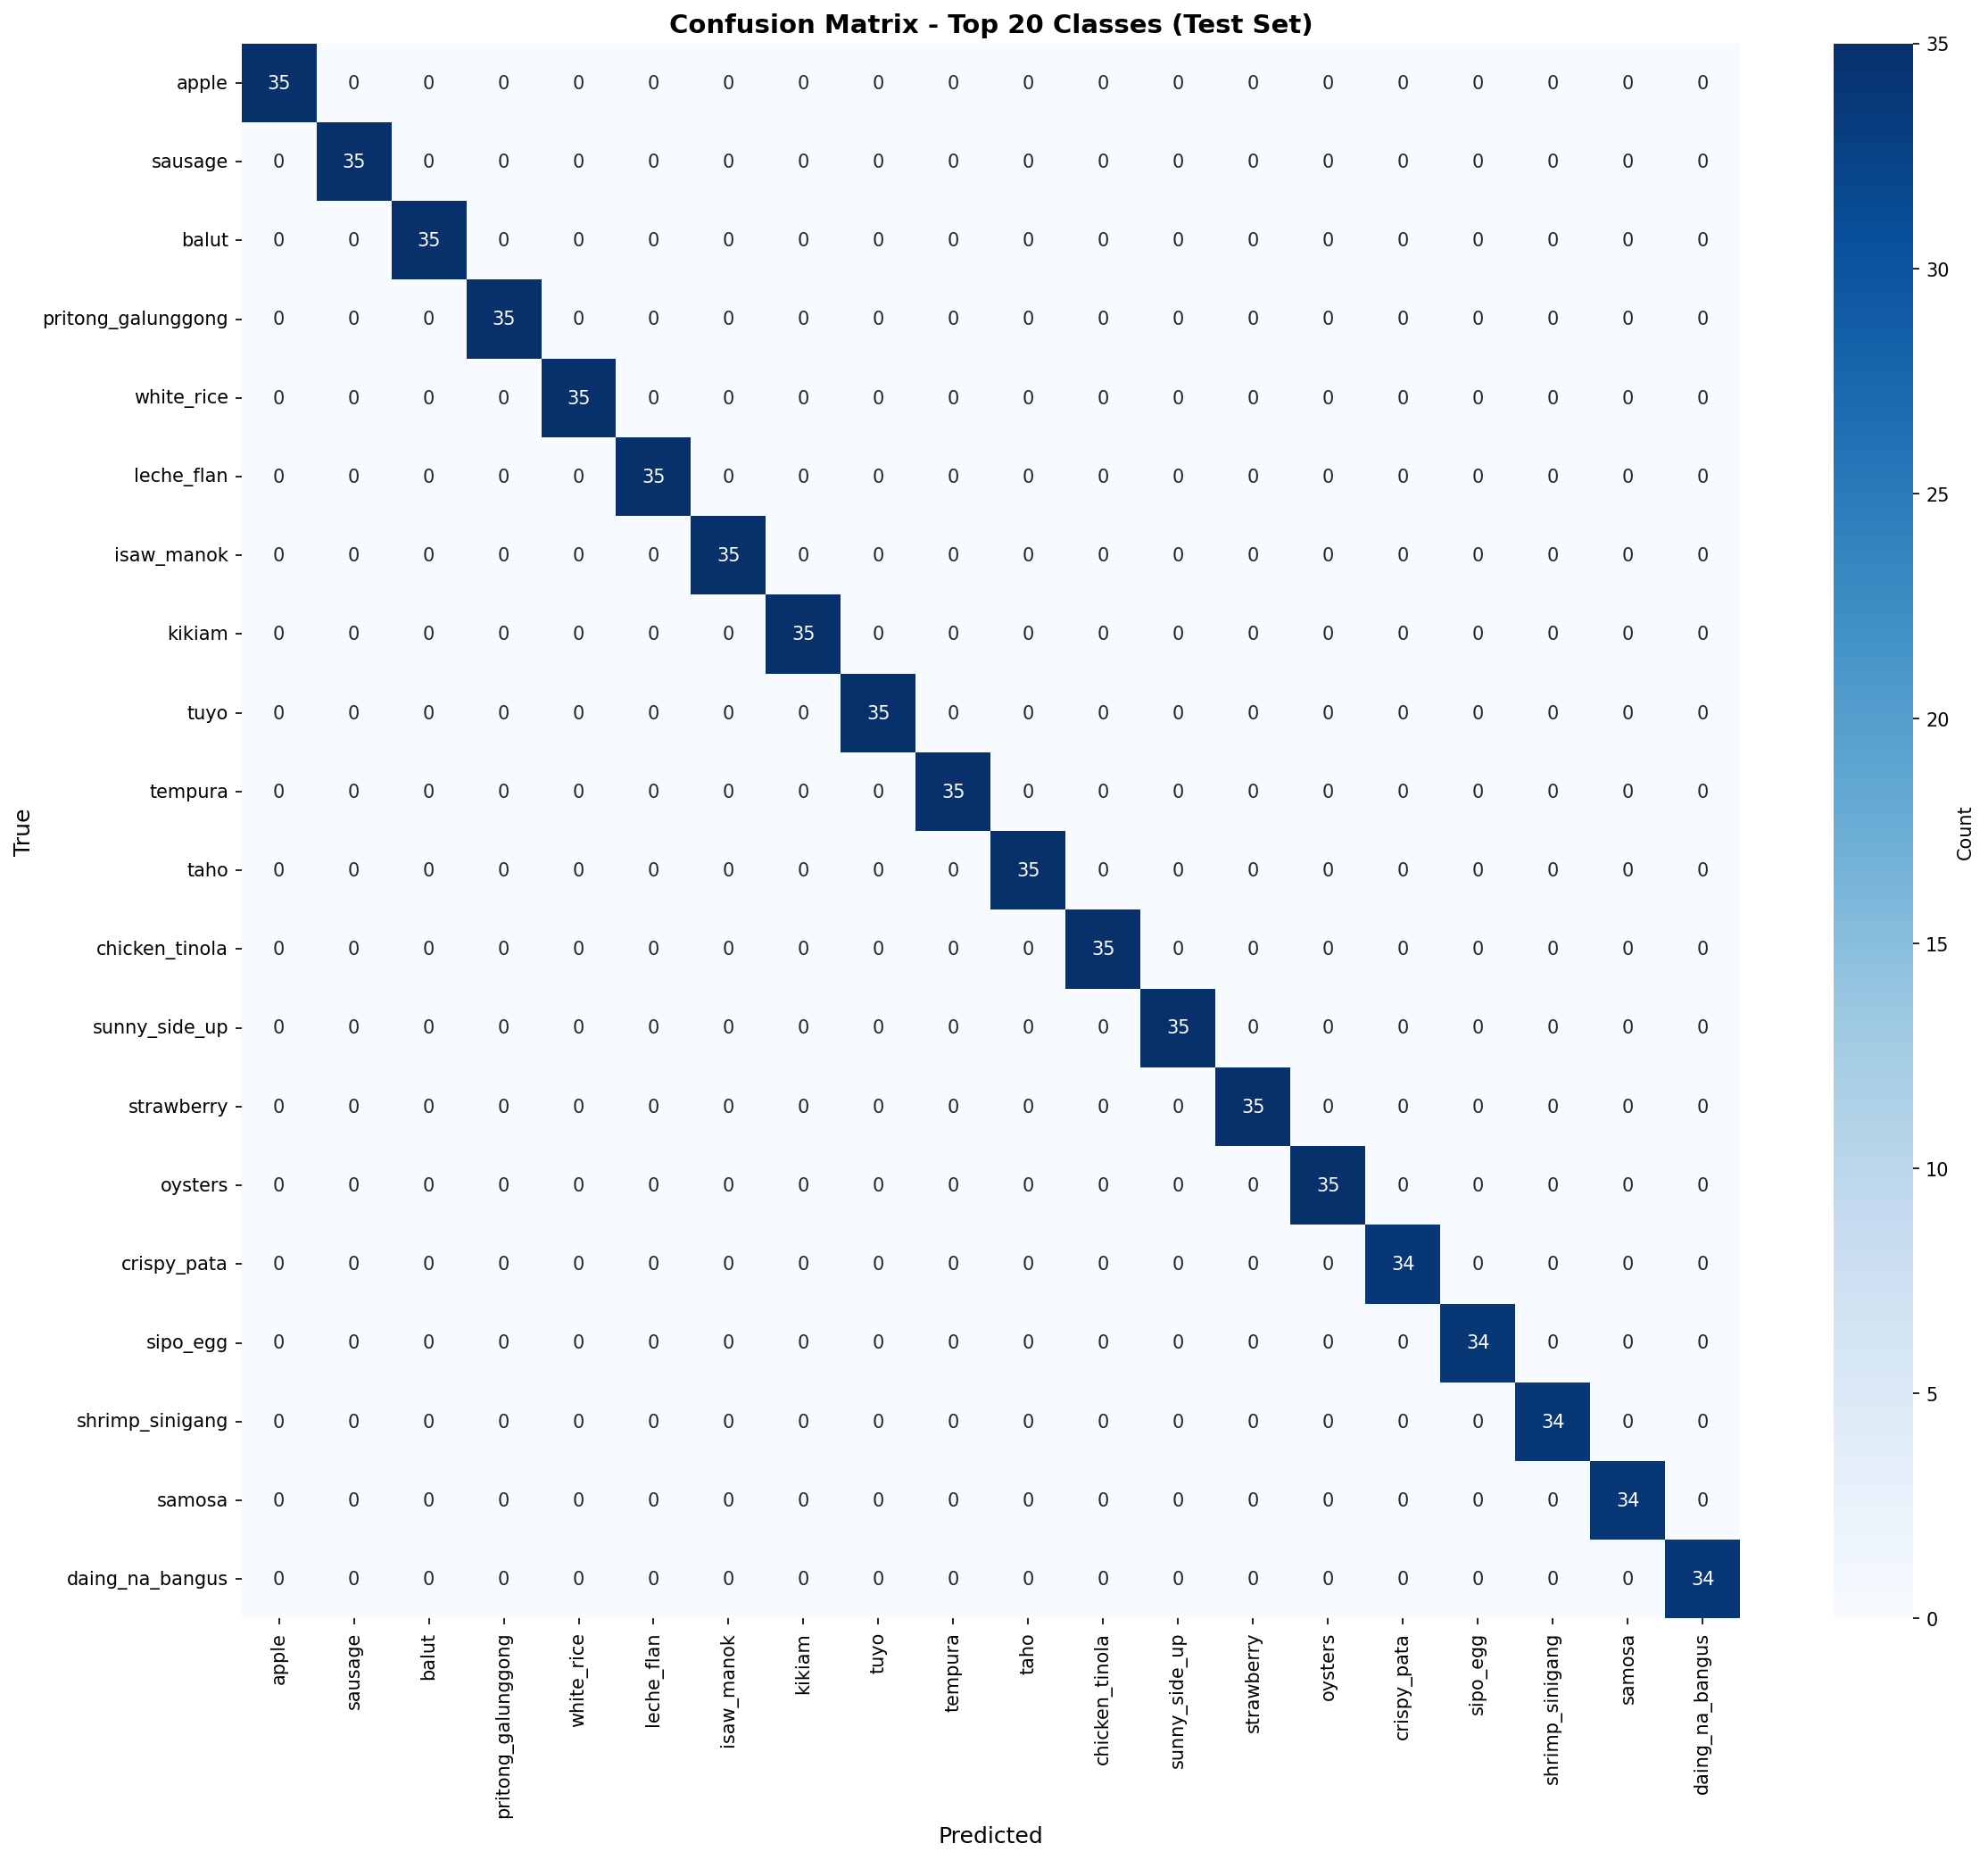 Confusion Matrix - Top 20 Classes (Test Set)
apple 35 0 0 0 0 0 0 0 0 0 0 0 0 0 0 0 0 0 0 0
sausage 0 35 0 0 0 0 0 0 0 0 0 0 0 0 0 0 0 0 0 0
balut 0 0 35 0 0 0 0 0 0 0 0 0 0 0 0 0 0 0 0 0
pritong_galunggong 0 0 0 35 0 0 0 0 0 0 0 0 0 0 0 0 0 0 0 0
white_rice 0 0 0 0 35 0 0 0 0 0 0 0 0 0 0 0 0 0 0 0
leche_flan 0 0 0 0 0 35 0 0 0 0 0 0 0 0 0 0 0 0 0 0
isaw_manok 0 0 0 0 0 0 35 0 0 0 0 0 0 0 0 0 0 0 0 0
kikiam 0 0 0 0 0 0 0 35 0 0 0 0 0 0 0 0 0 0 0 0
tuyo 0 0 0 0 0 0 0 0 35 0 0 0 0 0 0 0 0 0 0 0
tempura 0 0 0 0 0 0 0 0 0 35 0 0 0 0 0 0 0 0 0 0
taho 0 0 0 0 0 0 0 0 0 0 35 0 0 0 0 0 0 0 0 0
chicken_tinola 0 0 0 0 0 0 0 0 0 0 0 35 0 0 0 0 0 0 0 0
sunny_side_up 0 0 0 0 0 0 0 0 0 0 0 0 35 0 0 0 0 0 0 0
strawberry 0 0 0 0 0 0 0 0 0 0 0 0 0 35 0 0 0 0 0 0
oysters 0 0 0 0 0 0 0 0 0 0 0 0 0 0 35 0 0 0 0 0
crispy_pata 0 0 0 0 0 0 0 0 0 0 0 0 0 0 0 34 0 0 0 0
sipo_egg 0 0 0 0 0 0 0 0 0 0 0 0 0 0 0 0 34 0 0 0
shrimp_sinigang 0 0 0 0 0 0 0 0 0 0 0 0 0 0 0 0 0 34 0 0
samosa 0 0 0 0 0 0 0 0 0 0 0 0 0 0 0 0 0 0 34 0
daing_na_bangus 0 0 0 0 0 0 0 0 0 0 0 0 0 0 0 0 0 0 0 34
True
apple
sausage
balut
pritong_galunggong
white_rice
leche_flan
isaw_manok
kikiam
tuyo
tempura
taho
chicken_tinola
sunny_side_up
strawberry
oysters
crispy_pata
sipo_egg
shrimp_sinigang
samosa
daing_na_bangus
Predicted
35
30
25
20
15
10
5
0
Count